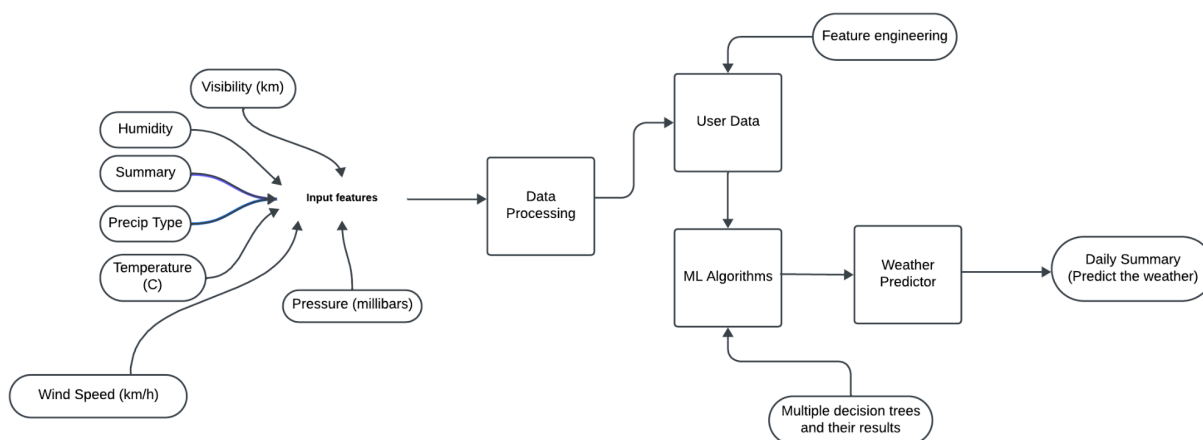 Feature engineering
Visibility (km)
Humidity
User Data
Summary
Input features
Data
Processing
Precip Type
Temperature
(C)
ML Algorithms
Weather
Predictor
Daily Summary
(Predict the weather)
Pressure (millibars)
Wind Speed (km/h)
Multiple decision trees
and their results